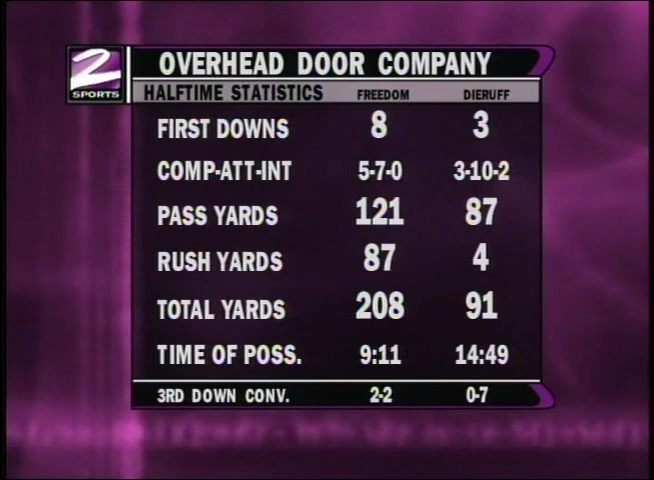 2 SPORTS
OVERHEAD DOOR COMPANY
HALFTIME STATISTICS FREEDOM DIERUFF
FIRST DOWNS 8 3
COMP-ATT-INT 5-7-0 3-10-2
PASS YARDS 121 87
RUSH YARDS 87 4
TOTAL YARDS 208 91
TIME OF POSS. 9:11 14:49
3RD DOWN CONV. 2-2 0-7